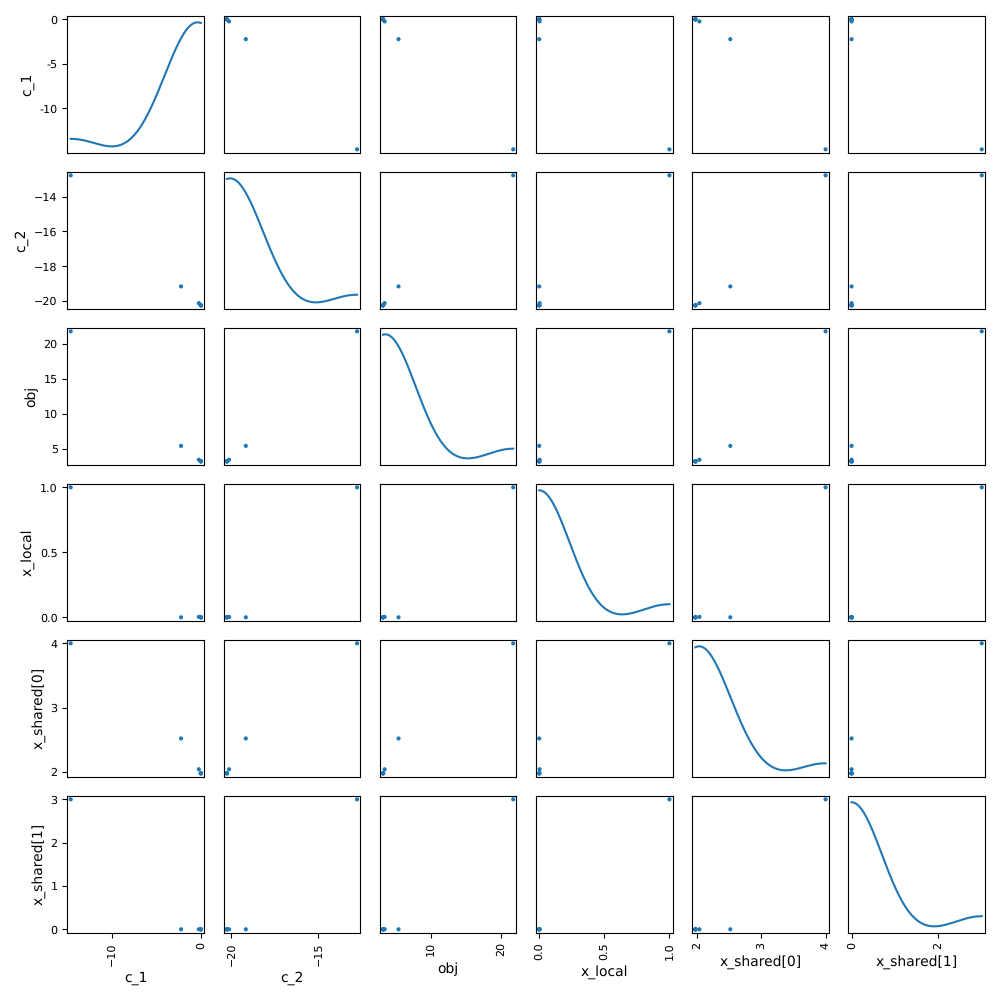 0
-5
-10
c_1
−14
−16
−18
−20
c_2
20
15
10
5
obj
1.0
0.5
0.0
x_local
4
3
2
x_shared[0]
3
2
1
0
x_shared[1]
−10 0
c_1
−20 −15
c_2
10 20
obj
0.0 0.5 1.0
x_local
2 3 4
x_shared[0]
0 2
x_shared[1]